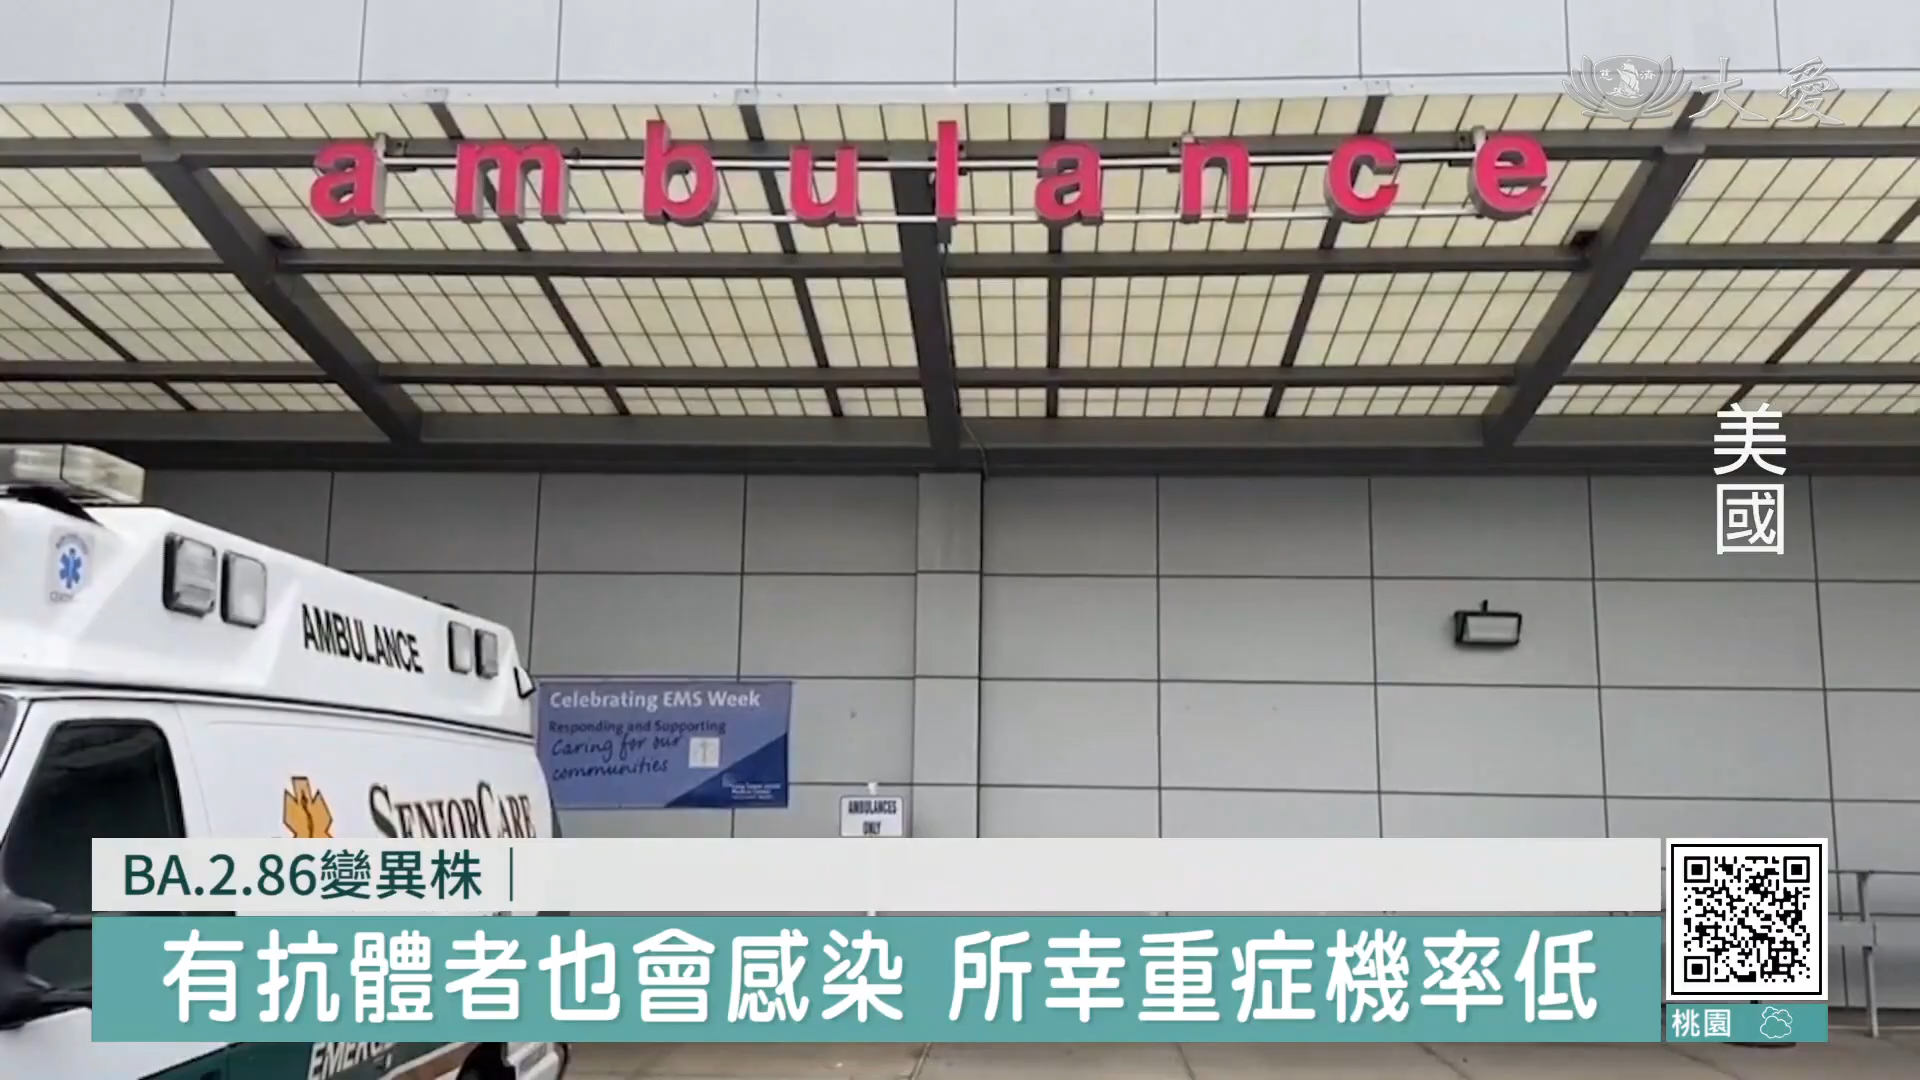 慈濟
大愛
ambulance
美國
AMBULANCE
Celebrating EMS Week
Responding and Supporting
Caring for our
communities
AMBULANCES
ONLY
SENIORCARE
BA.2.86變異株
有抗體者也會感染 所幸重症機率低
桃園